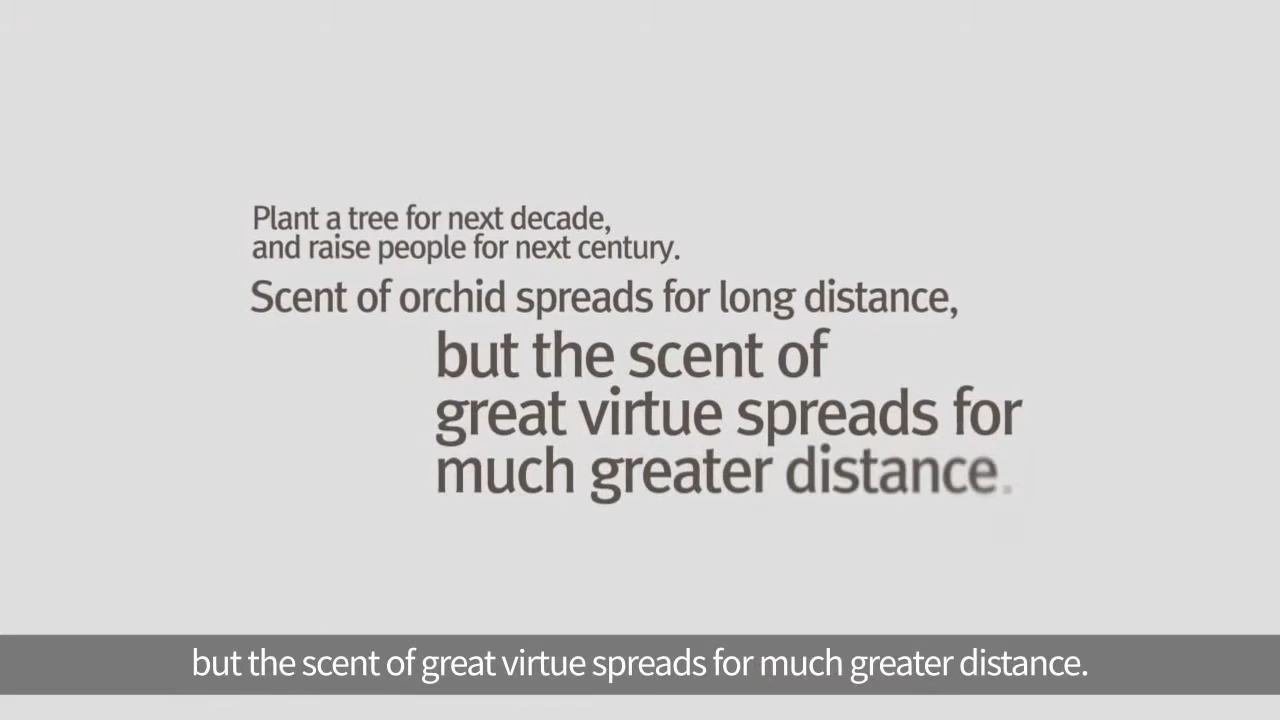 Plant a tree for next decade,
and raise people for next century.
Scent of orchid spreads for long distance,
but the scent of
great virtue spreads for
much greater distance.
but the scent of great virtue spreads for much greater distance.